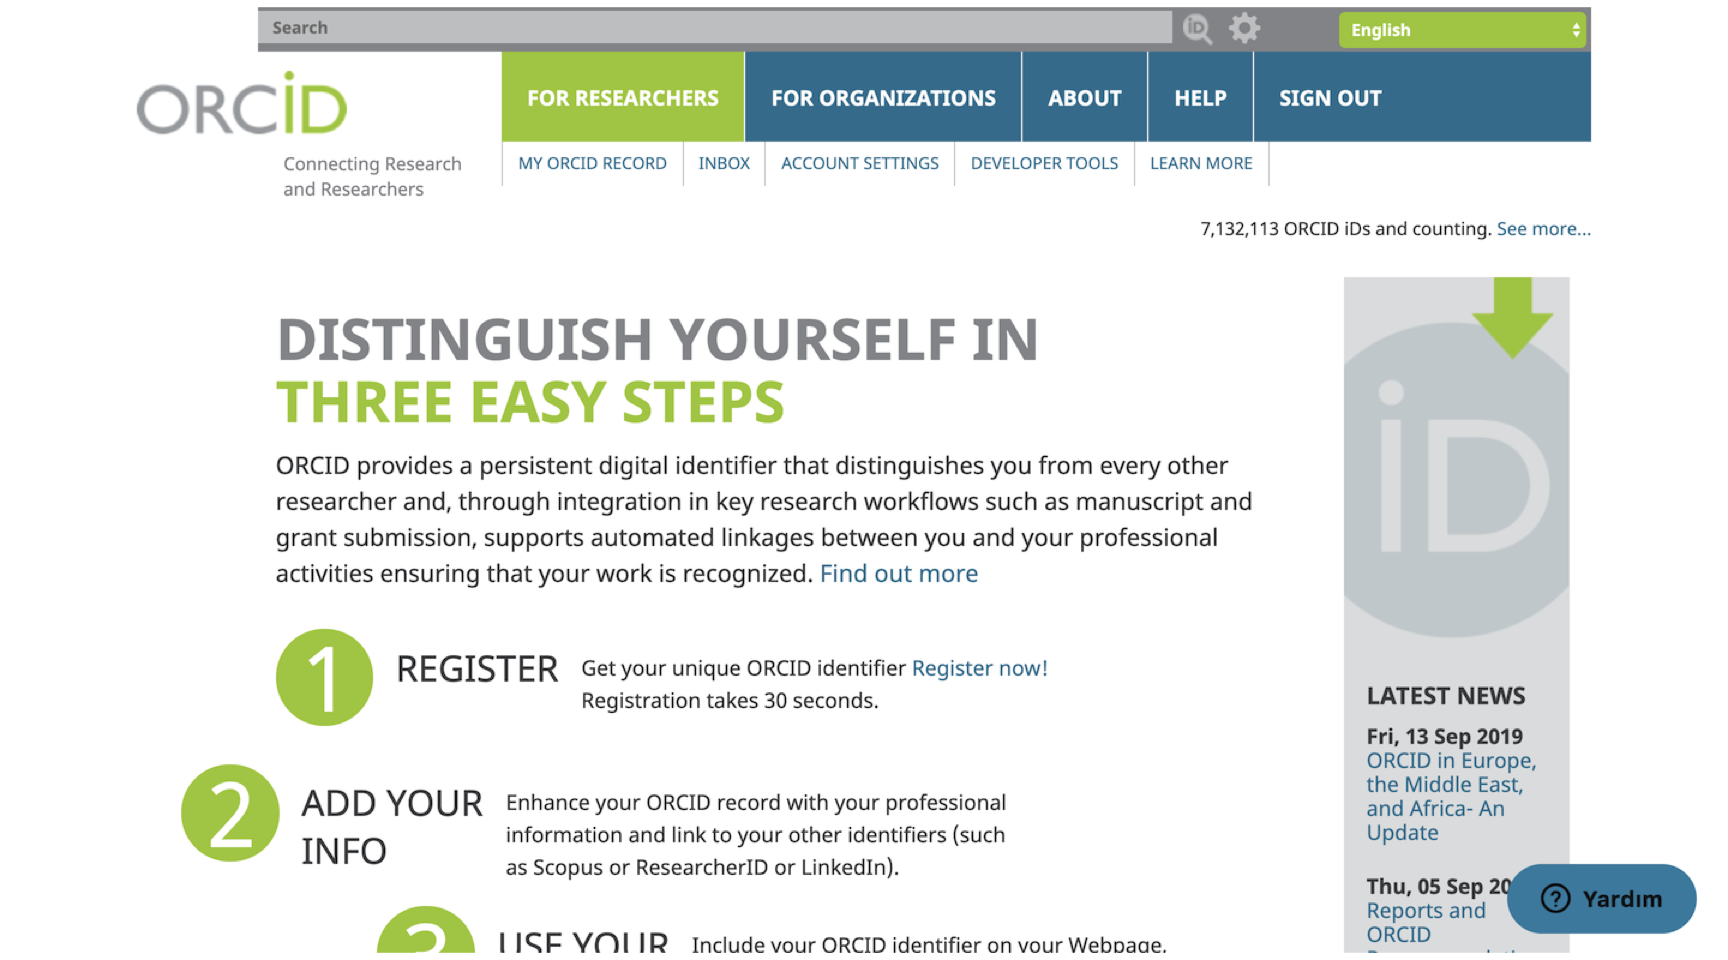 Search
English
ORCID
Connecting Research
and Researchers
FOR RESEARCHERS
FOR ORGANIZATIONS
ABOUT
HELP
SIGN OUT
MY ORCID RECORD
INBOX
ACCOUNT SETTINGS
DEVELOPER TOOLS
LEARN MORE
7,132,113 ORCID iDs and counting. See more...
DISTINGUISH YOURSELF IN
THREE EASY STEPS
ORCID provides a persistent digital identifier that distinguishes you from every other
researcher and, through integration in key research workflows such as manuscript and
grant submission, supports automated linkages between you and your professional
activities ensuring that your work is recognized. Find out more
1
REGISTER
Get your unique ORCID identifier Register now!
Registration takes 30 seconds.
2
ADD YOUR
INFO
Enhance your ORCID record with your professional
information and link to your other identifiers (such
as Scopus or ResearcherID or LinkedIn).
3
USE YOUR
Include your ORCID identifier on your Webpage,
iD
LATEST NEWS
Fri, 13 Sep 2019
ORCID in Europe,
the Middle East,
and Africa- An
Update
Thu, 05 Sep 20
Reports and
ORCID
Yardım